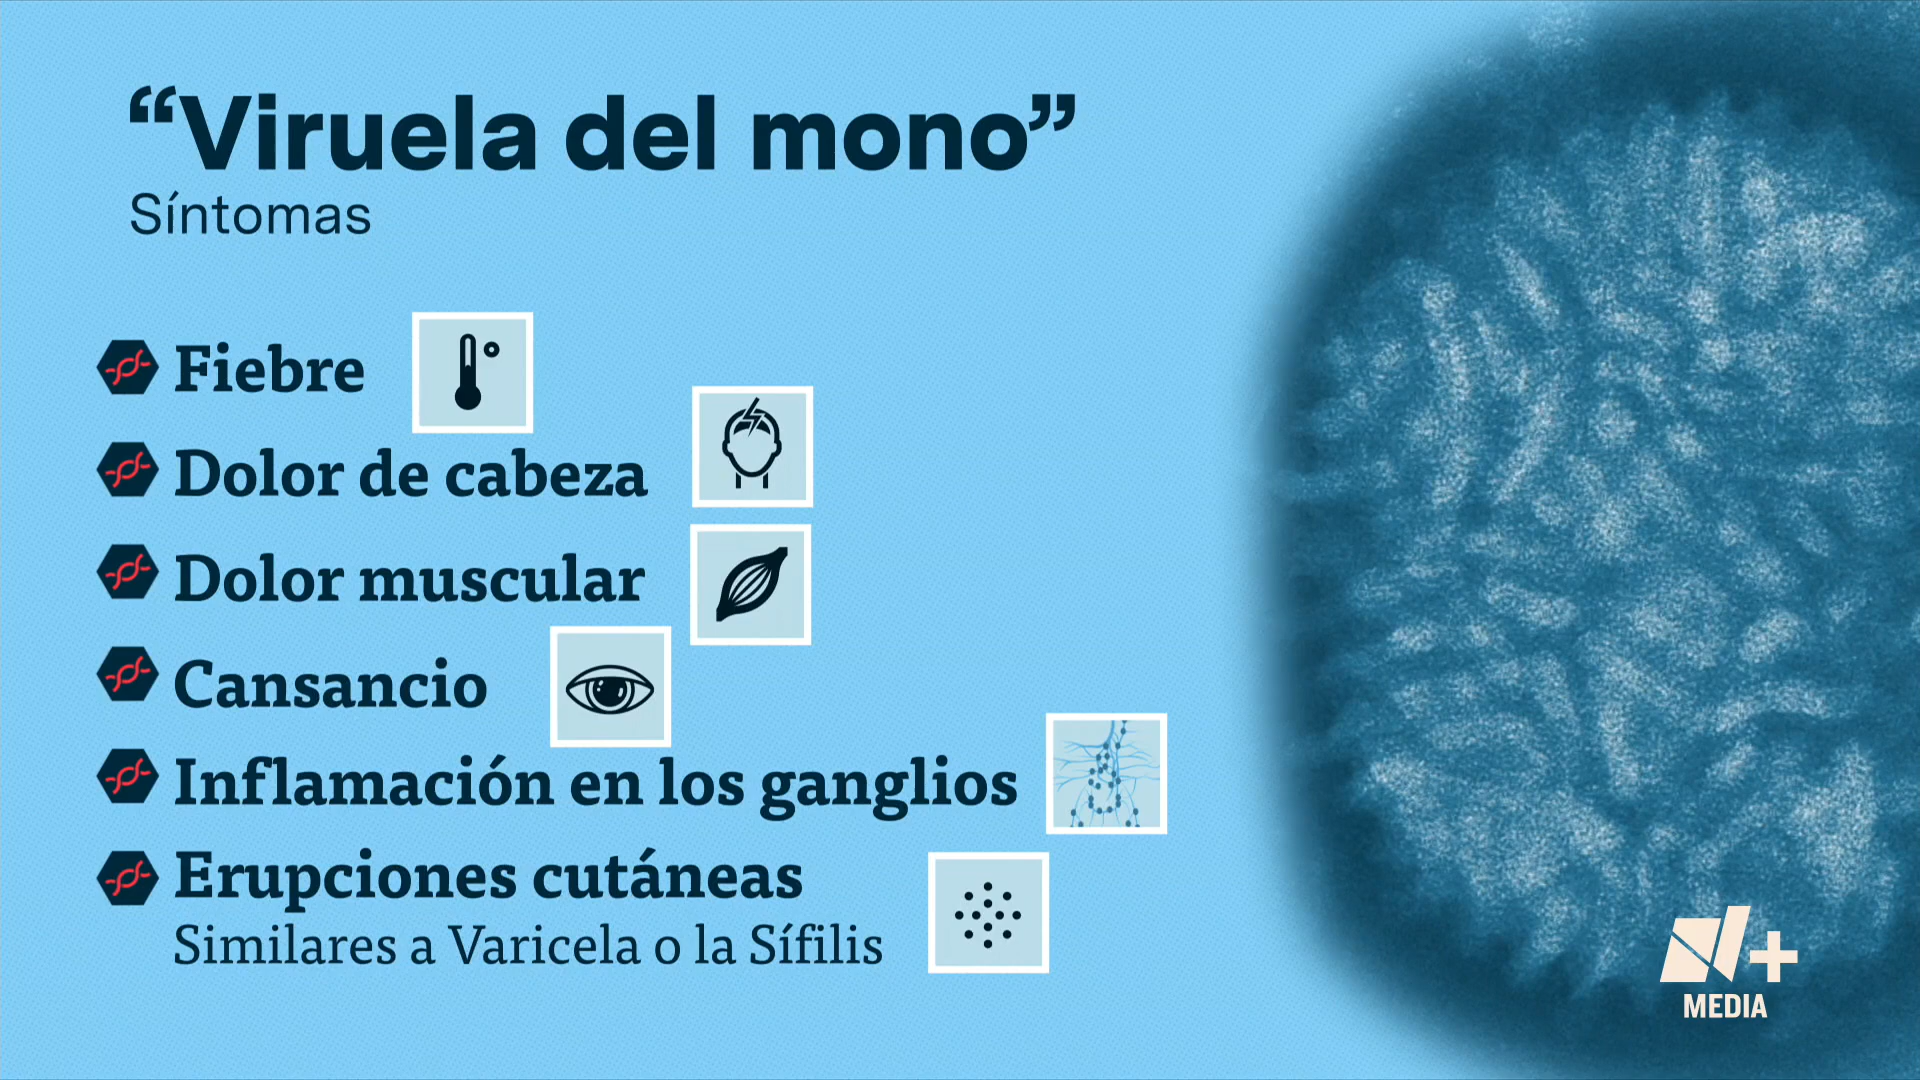 “Viruela del mono”
Síntomas
Fiebre
Dolor de cabeza
Dolor muscular
Cansancio
Inflamación en los ganglios
Erupciones cutáneas
Similares a Varicela o la Sífilis
N+
MEDIA